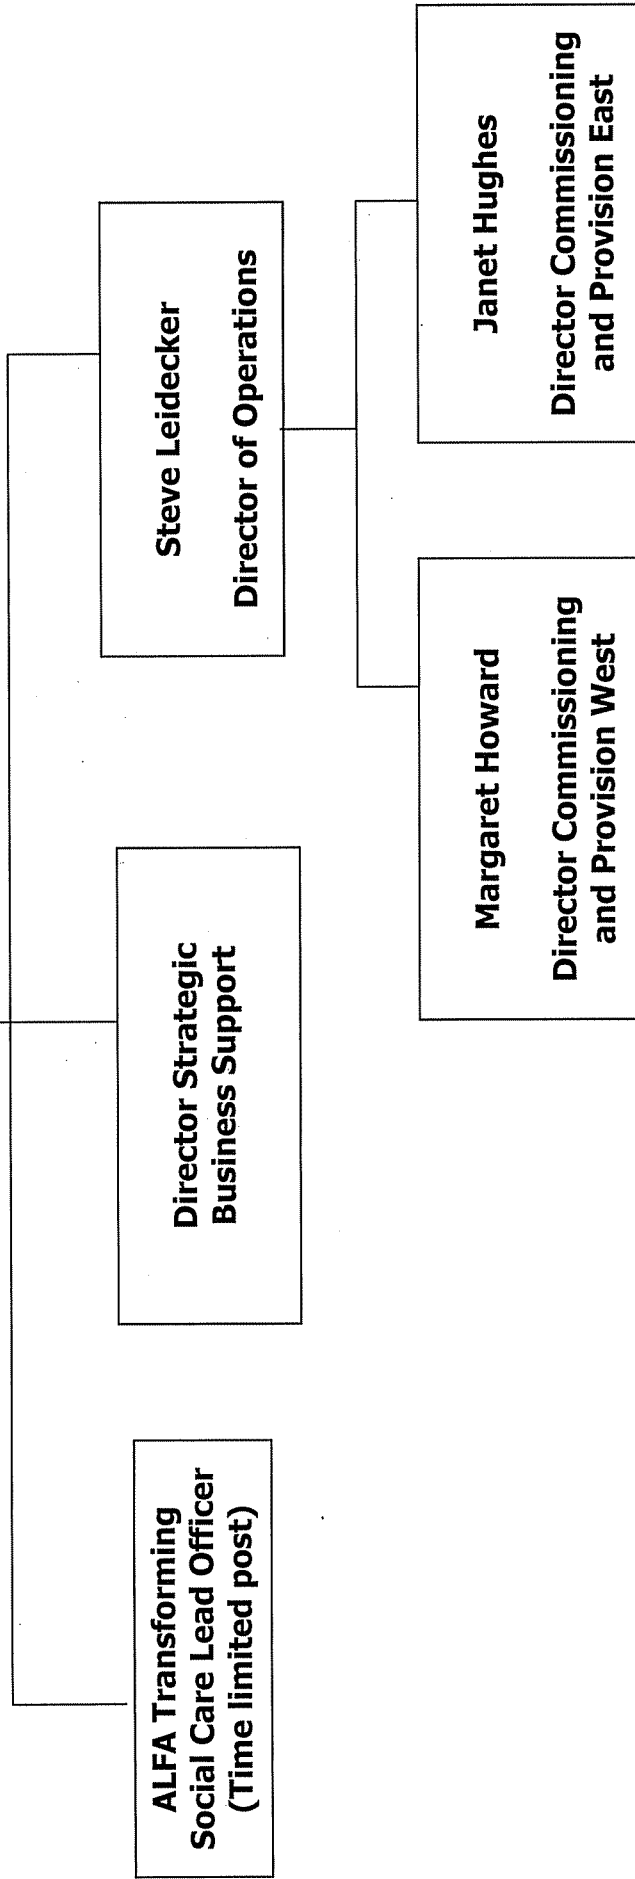 ALFA Transforming
Social Care Lead Officer
(Time limited post)
Director Strategic
Business Support
Steve Leidecker
Director of Operations
Margaret Howard
Director Commissioning
and Provision West
Janet Hughes
Director Commissioning
and Provision East